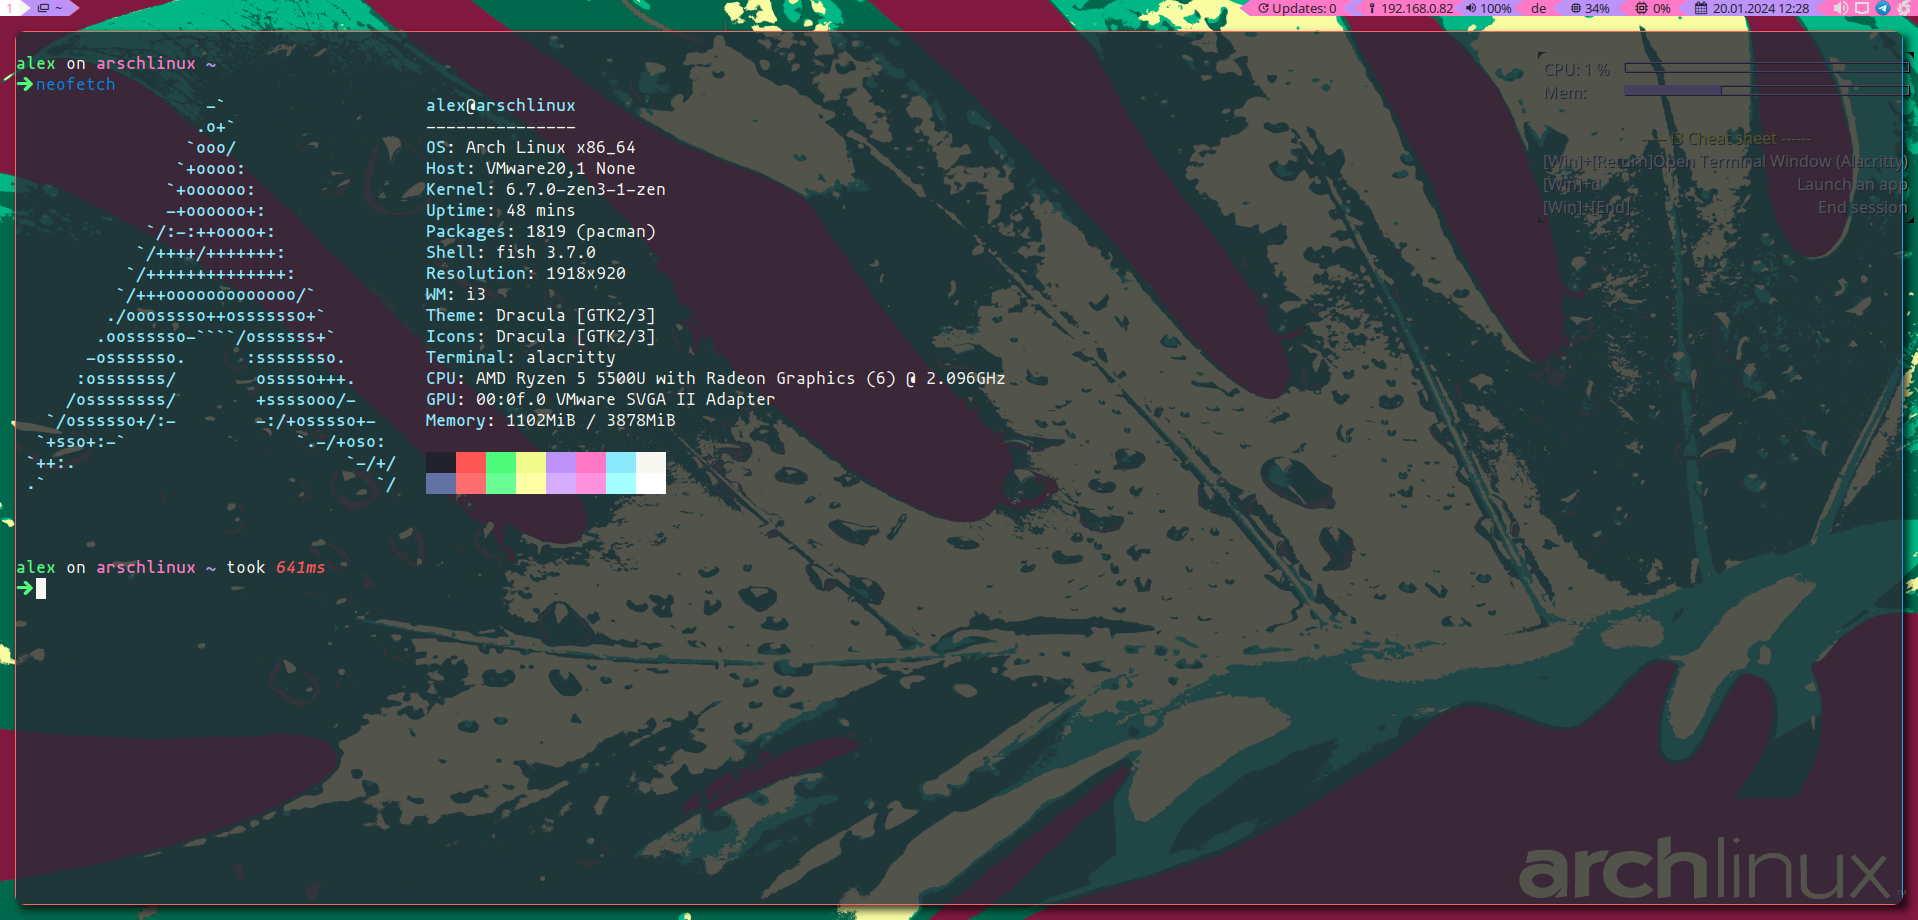 1 ~ Updates: 0 192.168.0.82 100% de 34% 0% 20.01.2024 12:28
alex on arschlinux ~
➜neofetch
-`
.o+`
`ooo/
`+oooo:
`+oooooo:
-+oooooo+:
`/:-:++oooo+:
`/++++/+++++++:
`/++++++++++++++:
`/+++ooooooooooooo/`
./ooosssso++osssssso+`
.oossssso-````/ossssss+`
-osssssso.      :ssssssso.
:osssssss/        osssso+++.
/ossssssss/        +ssssooo/-
`/ossssso+/:-        -:/+osssso+-
`+sso+:-`                 `.-/+oso:
`++:.                           `-/+/
.`                                 `/
alex@arschlinux
---------------
OS: Arch Linux x86_64
Host: VMware20,1 None
Kernel: 6.7.0-zen3-1-zen
Uptime: 48 mins
Packages: 1819 (pacman)
Shell: fish 3.7.0
Resolution: 1918x920
WM: i3
Theme: Dracula [GTK2/3]
Icons: Dracula [GTK2/3]
Terminal: alacritty
CPU: AMD Ryzen 5 5500U with Radeon Graphics (6) @ 2.096GHz
GPU: 00:0f.0 VMware SVGA II Adapter
Memory: 1102MiB / 3878MiB
alex on arschlinux ~ took 641ms
➜
CPU: 1 %
Mem:
------ i3 Cheat sheet ------
[Win]+[Return]Open Terminal Window (Alacritty)
[Win]+d Launch an app
[Win]+[End] End session
archlinux™